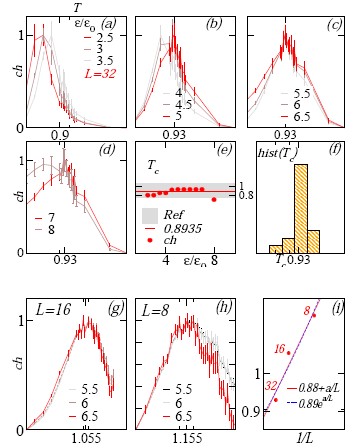 T
ε/ε₀ (a)
1
2.5
3
3.5
L=32
ch
0
0.9
(b)
4
4.5
5
0.93
(c)
5.5
6
6.5
0
0.93
(d)
1
ch
7
8
0.93
(e)
T_c
1
0.8
Ref
0.8935
ch
4 ε/ε₀ 8
(f)
hist(T_c)
T_c 0.93
L=16 (g)
1
ch
5.5
6
6.5
0
1.055
L=8 (h)
5.5
6
6.5
1.155
(i)
8
16
1
32
0.88+a/L
0.89e^a/L
0.9
1/L